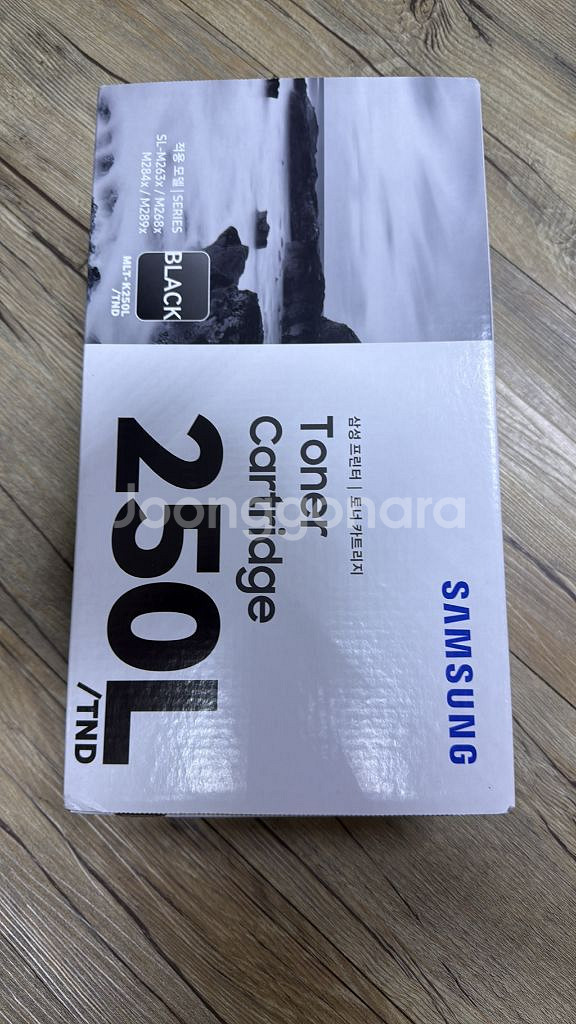 SAMSUNG
삼성 프린터 | 토너 카트리지
Toner
Cartridge
250L
/TND
적용 모델 | SERIES
SL-M263x / M268x
M284x / M289x
BLACK
MLT-K250L
/TND
Joonggonara